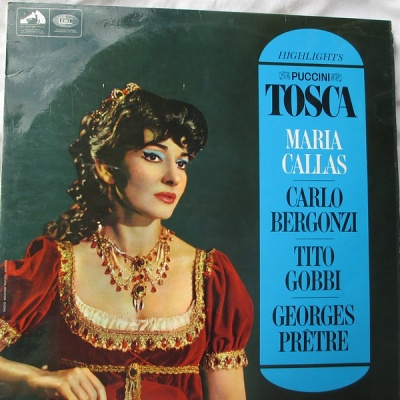 HIGHLIGHTS
PUCCINI
TOSCA
MARIA
CALLAS
CARLO
BERGONZI
TITO
GOBBI
GEORGES
PRÊTRE